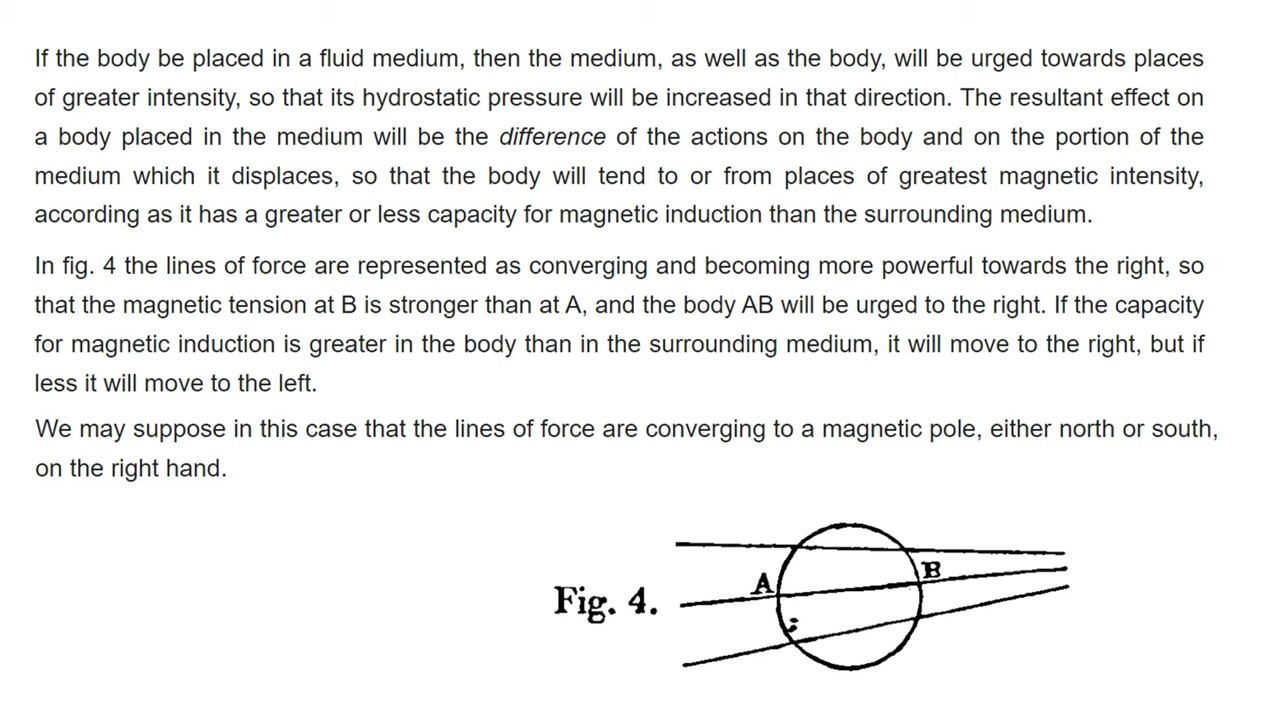 If the body be placed in a fluid medium, then the medium, as well as the body, will be urged towards places
of greater intensity, so that its hydrostatic pressure will be increased in that direction. The resultant effect on
a body placed in the medium will be the difference of the actions on the body and on the portion of the
medium which it displaces, so that the body will tend to or from places of greatest magnetic intensity,
according as it has a greater or less capacity for magnetic induction than the surrounding medium.
In fig. 4 the lines of force are represented as converging and becoming more powerful towards the right, so
that the magnetic tension at B is stronger than at A, and the body AB will be urged to the right. If the capacity
for magnetic induction is greater in the body than in the surrounding medium, it will move to the right, but if
less it will move to the left.
We may suppose in this case that the lines of force are converging to a magnetic pole, either north or south,
on the right hand.
A
B
Fig. 4.